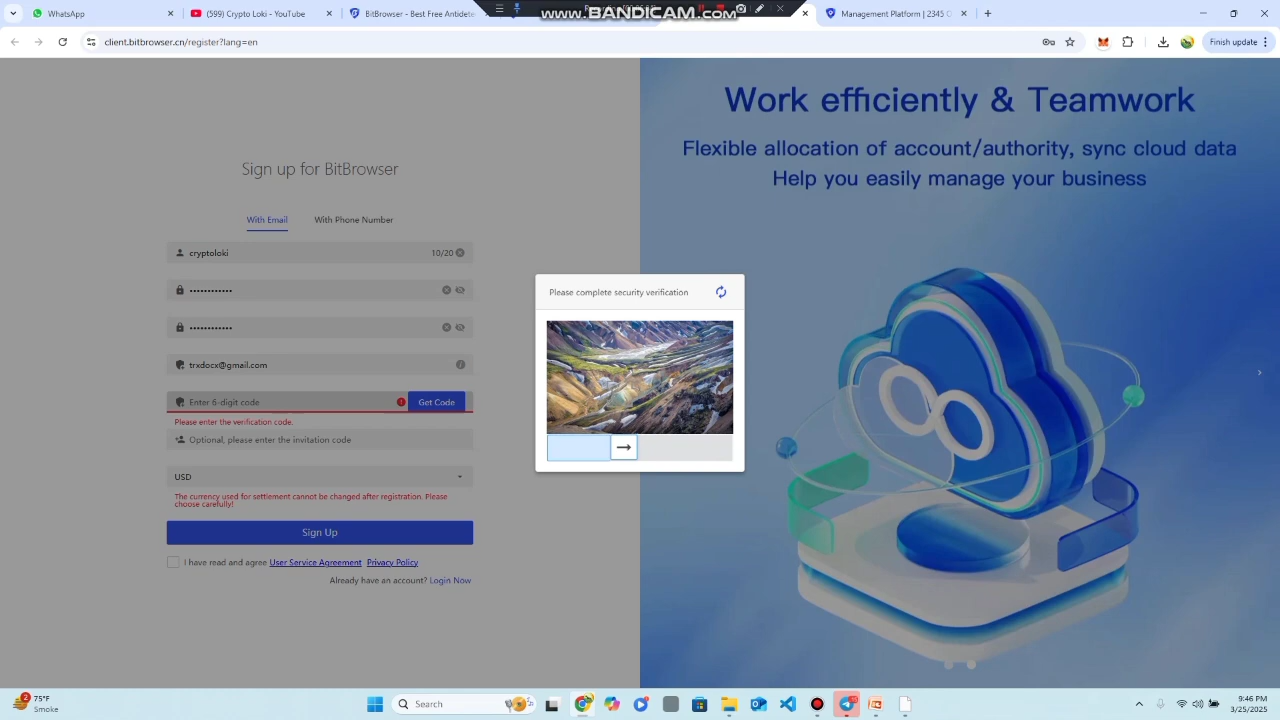 WhatsApp
(599) Crypto Loki - YouTube
BitBrowser - Best Free Antidete
www.BANDICAM.com
Management Platform | 2345
client.bitbrowser.cn/register?lang=en
Finish update
Work efficiently & Teamwork
Flexible allocation of account/authority, sync cloud data
Help you easily manage your business
Sign up for BitBrowser
With Email
With Phone Number
cryptoloki
10/20
trxdocx@gmail.com
Enter 6-digit code
Get Code
Please enter the verification code.
Optional, please enter the invitation code
USD
The currency used for settlement cannot be changed after registration. Please
choose carefully!
Sign Up
I have read and agree User Service Agreement Privacy Policy
Already have an account? Login Now
Please complete security verification
2
75°F
Smoke
Search
9:46 PM
3/25/2025